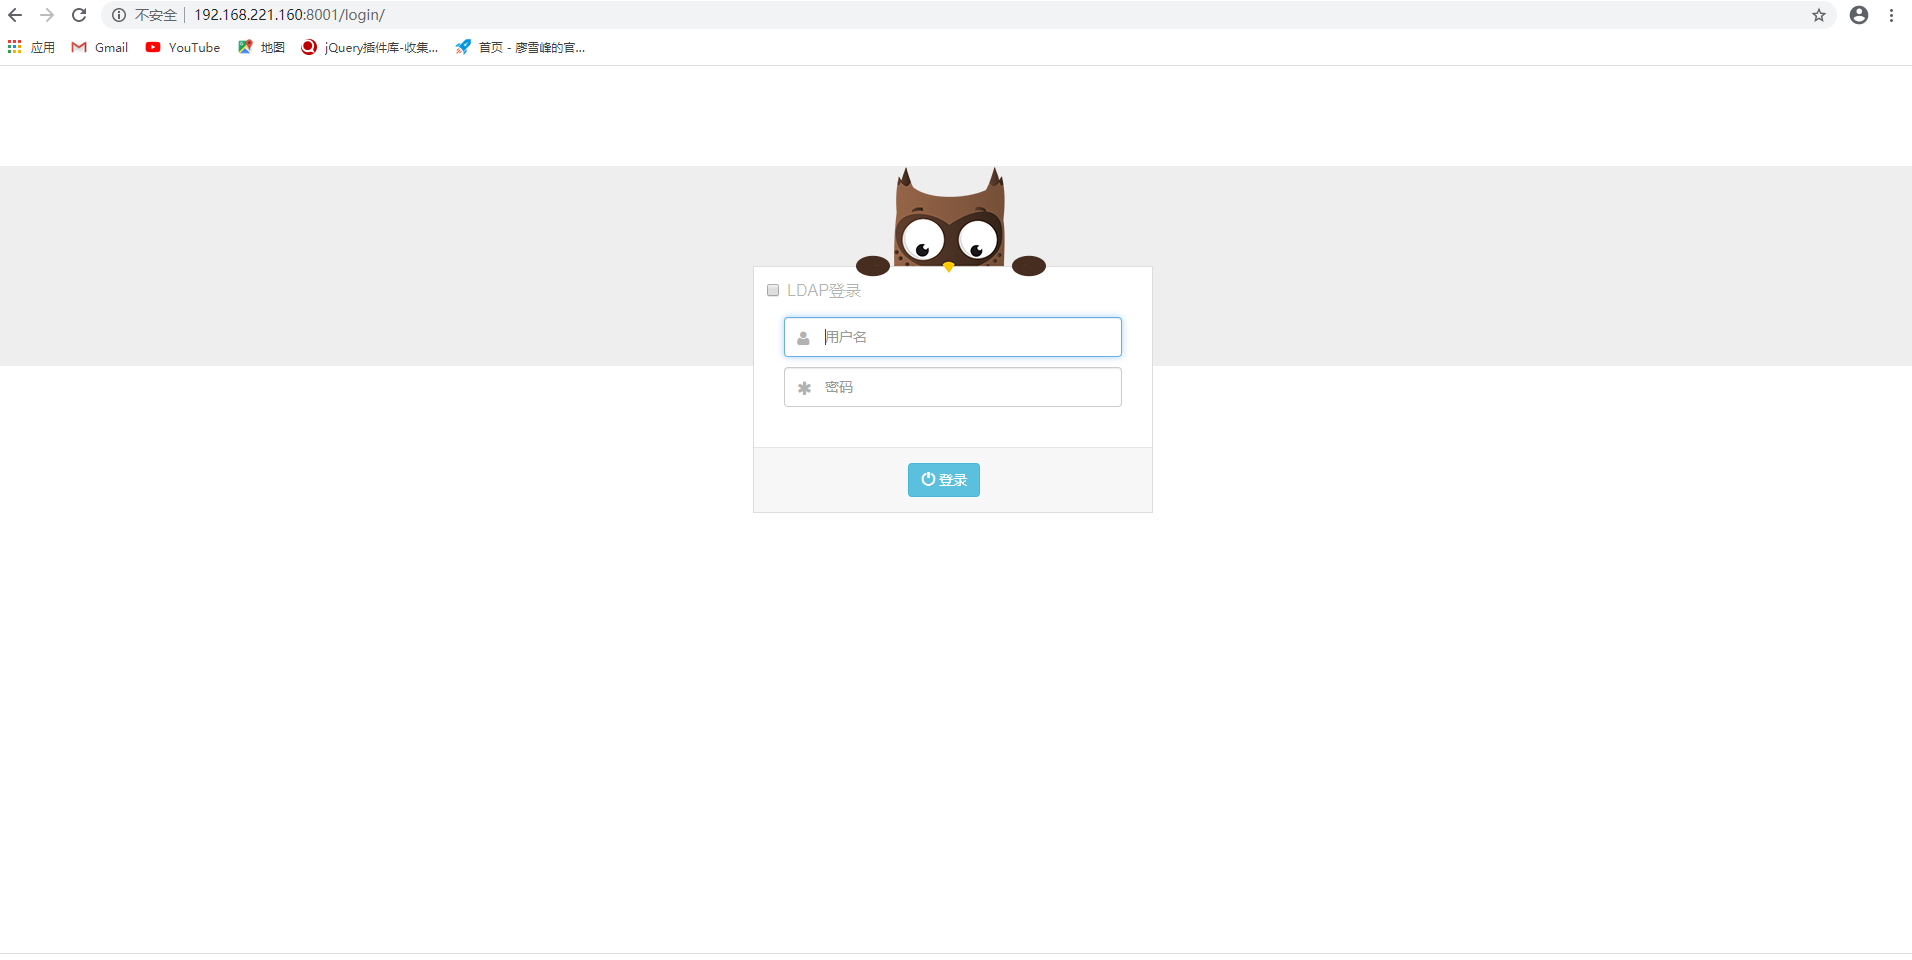 不安全 192.168.221.160:8001/login/
应用 Gmail YouTube 地图 jQuery插件库-收集... 首页 - 廖雪峰的官...
LDAP登录
用户名
密码
登录